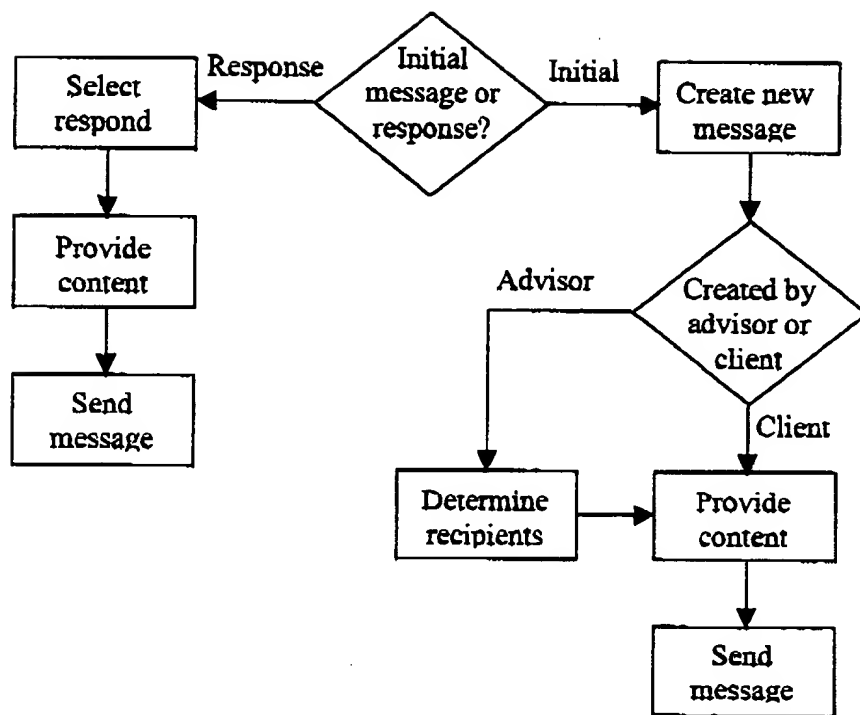 Initial
message or
response?
Response
Initial
Select
respond
Create new
message
Provide
content
Advisor
Created by
advisor or
client
Send
message
Client
Determine
recipients
Provide
content
Send
message